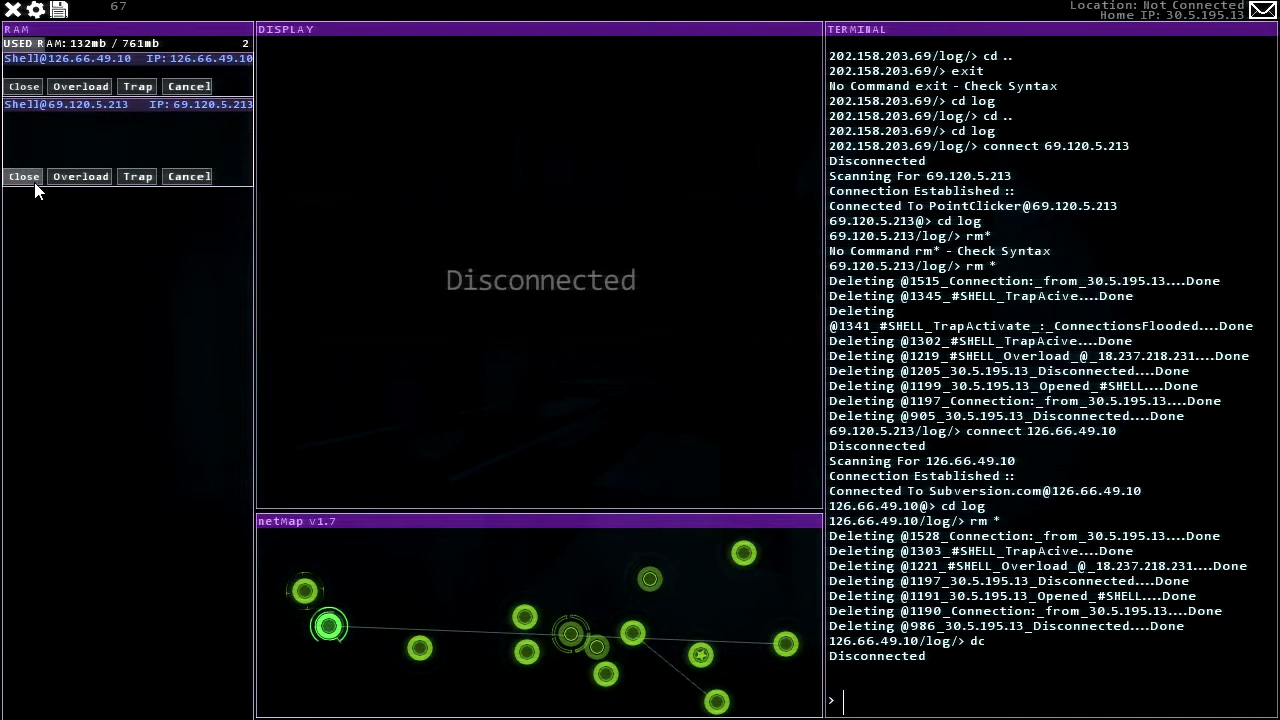 67
Location: Not Connected
Home IP: 30.5.195.13
RAM
USED RAM: 132mb / 761mb 2
Shell@126.66.49.10 IP: 126.66.49.10
Close Overload Trap Cancel
Shell@69.120.5.213 IP: 69.120.5.213
Close Overload Trap Cancel
DISPLAY
Disconnected
netMap v1.7
TERMINAL
202.158.203.69/log/> cd ..
202.158.203.69/log/> exit
No Command exit - Check Syntax
202.158.203.69/log/> cd log
202.158.203.69/log/> cd ..
202.158.203.69/log/> cd log
202.158.203.69/log/> connect 69.120.5.213
Disconnected
Scanning For 69.120.5.213
Connection Established ::
Connected To PointClicker@69.120.5.213
69.120.5.213@> cd log
69.120.5.213/log/> rm*
No Command rm* - Check Syntax
69.120.5.213/log/> rm *
Deleting @1515_Connection:_from_30.5.195.13....Done
Deleting @1345_#SHELL_TrapAcive....Done
Deleting
@1341_#SHELL_TrapActivate_:_ConnectionsFlooded....Done
Deleting @1302_#SHELL_TrapAcive....Done
Deleting @1219_#SHELL_Overload_@_18.237.218.231....Done
Deleting @1205_30.5.195.13_Disconnected....Done
Deleting @1199_30.5.195.13_Opened_#SHELL....Done
Deleting @1197_Connection:_from_30.5.195.13....Done
Deleting @905_30.5.195.13_Disconnected....Done
69.120.5.213/log/> connect 126.66.49.10
Disconnected
Scanning For 126.66.49.10
Connection Established ::
Connected To Subversion.com@126.66.49.10
126.66.49.10@> cd log
126.66.49.10/log/> rm *
Deleting @1528_Connection:_from_30.5.195.13....Done
Deleting @1303_#SHELL_TrapAcive....Done
Deleting @1221_#SHELL_Overload_@_18.237.218.231....Done
Deleting @1197_30.5.195.13_Disconnected....Done
Deleting @1191_30.5.195.13_Opened_#SHELL....Done
Deleting @1190_Connection:_from_30.5.195.13....Done
Deleting @986_30.5.195.13_Disconnected....Done
126.66.49.10/log/> dc
Disconnected
>